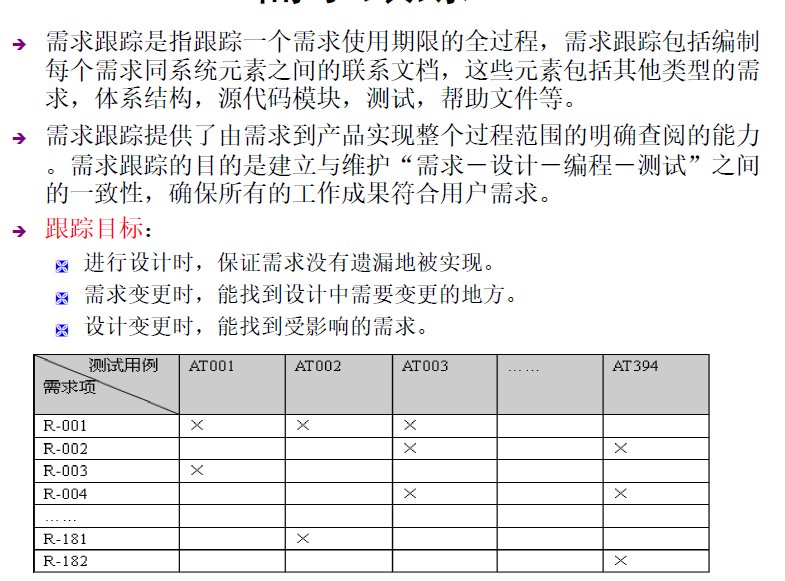 需求跟踪是指跟踪一个需求使用期限的全过程，需求跟踪包括编制
每个需求同系统元素之间的联系文档，这些元素包括其他类型的需
求，体系结构，源代码模块，测试，帮助文件等。
需求跟踪提供了由需求到产品实现整个过程范围的明确查阅的能力
。需求跟踪的目的是建立与维护“需求－设计－编程－测试”之间
的一致性，确保所有的工作成果符合用户需求。
跟踪目标：
进行设计时，保证需求没有遗漏地被实现。
需求变更时，能找到设计中需要变更的地方。
设计变更时，能找到受影响的需求。
测试用例 AT001 AT002 AT003 …… AT394
需求项
R-001 × × ×
R-002 × ×
R-003 ×
R-004 × ×
……
R-181 ×
R-182 ×